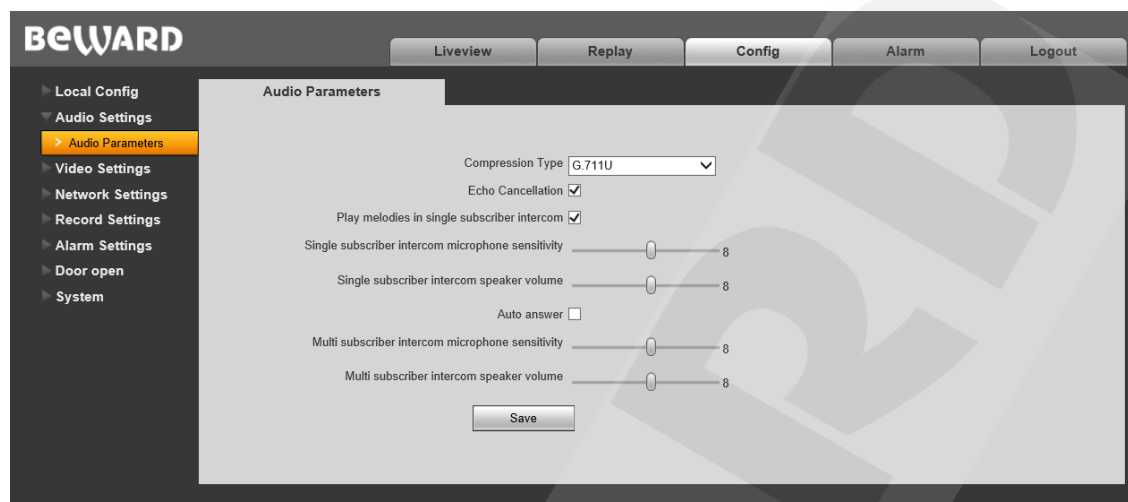 BEWARD
Liveview Replay Config Alarm Logout
Local Config
Audio Settings
> Audio Parameters
Video Settings
Network Settings
Record Settings
Alarm Settings
Door open
System
Audio Parameters
Compression Type G.711U
Echo Cancellation
Play melodies in single subscriber intercom
Single subscriber intercom microphone sensitivity 8
Single subscriber intercom speaker volume 8
Auto answer
Multi subscriber intercom microphone sensitivity 8
Multi subscriber intercom speaker volume 8
Save